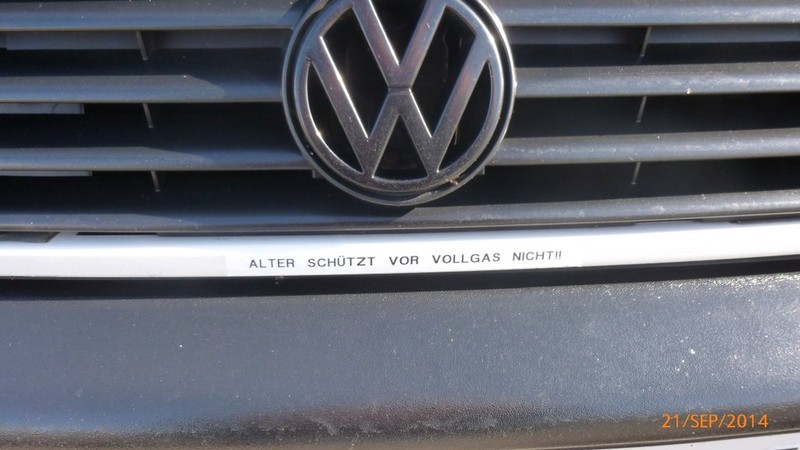 ALTER SCHÜTZT VOR VOLLGAS NICHT!!
21/SEP/2014